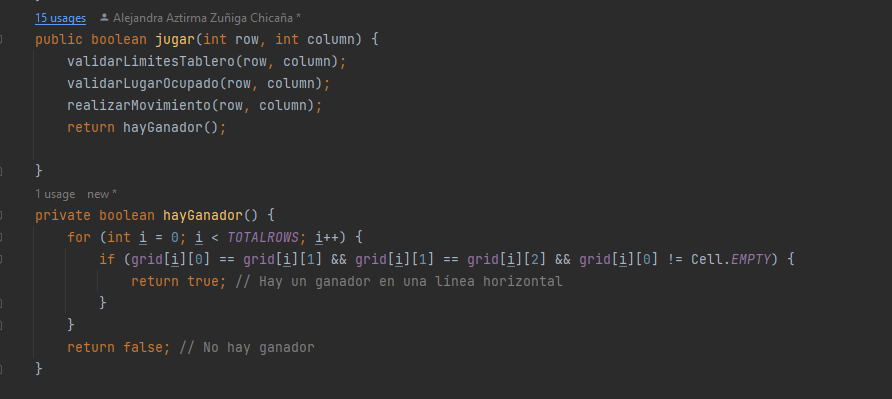 15 usages   Alejandra Aztirma Zuñiga Chicaña *
public boolean jugar(int row, int column) {
    validarLimitesTablero(row, column);
    validarLugarOcupado(row, column);
    realizarMovimiento(row, column);
    return hayGanador();
}
1 usage   new *
private boolean hayGanador() {
    for (int i = 0; i < TOTALROWS; i++) {
        if (grid[i][0] == grid[i][1] && grid[i][1] == grid[i][2] && grid[i][0] != Cell.EMPTY) {
            return true; // Hay un ganador en una línea horizontal
        }
    }
    return false; // No hay ganador
}